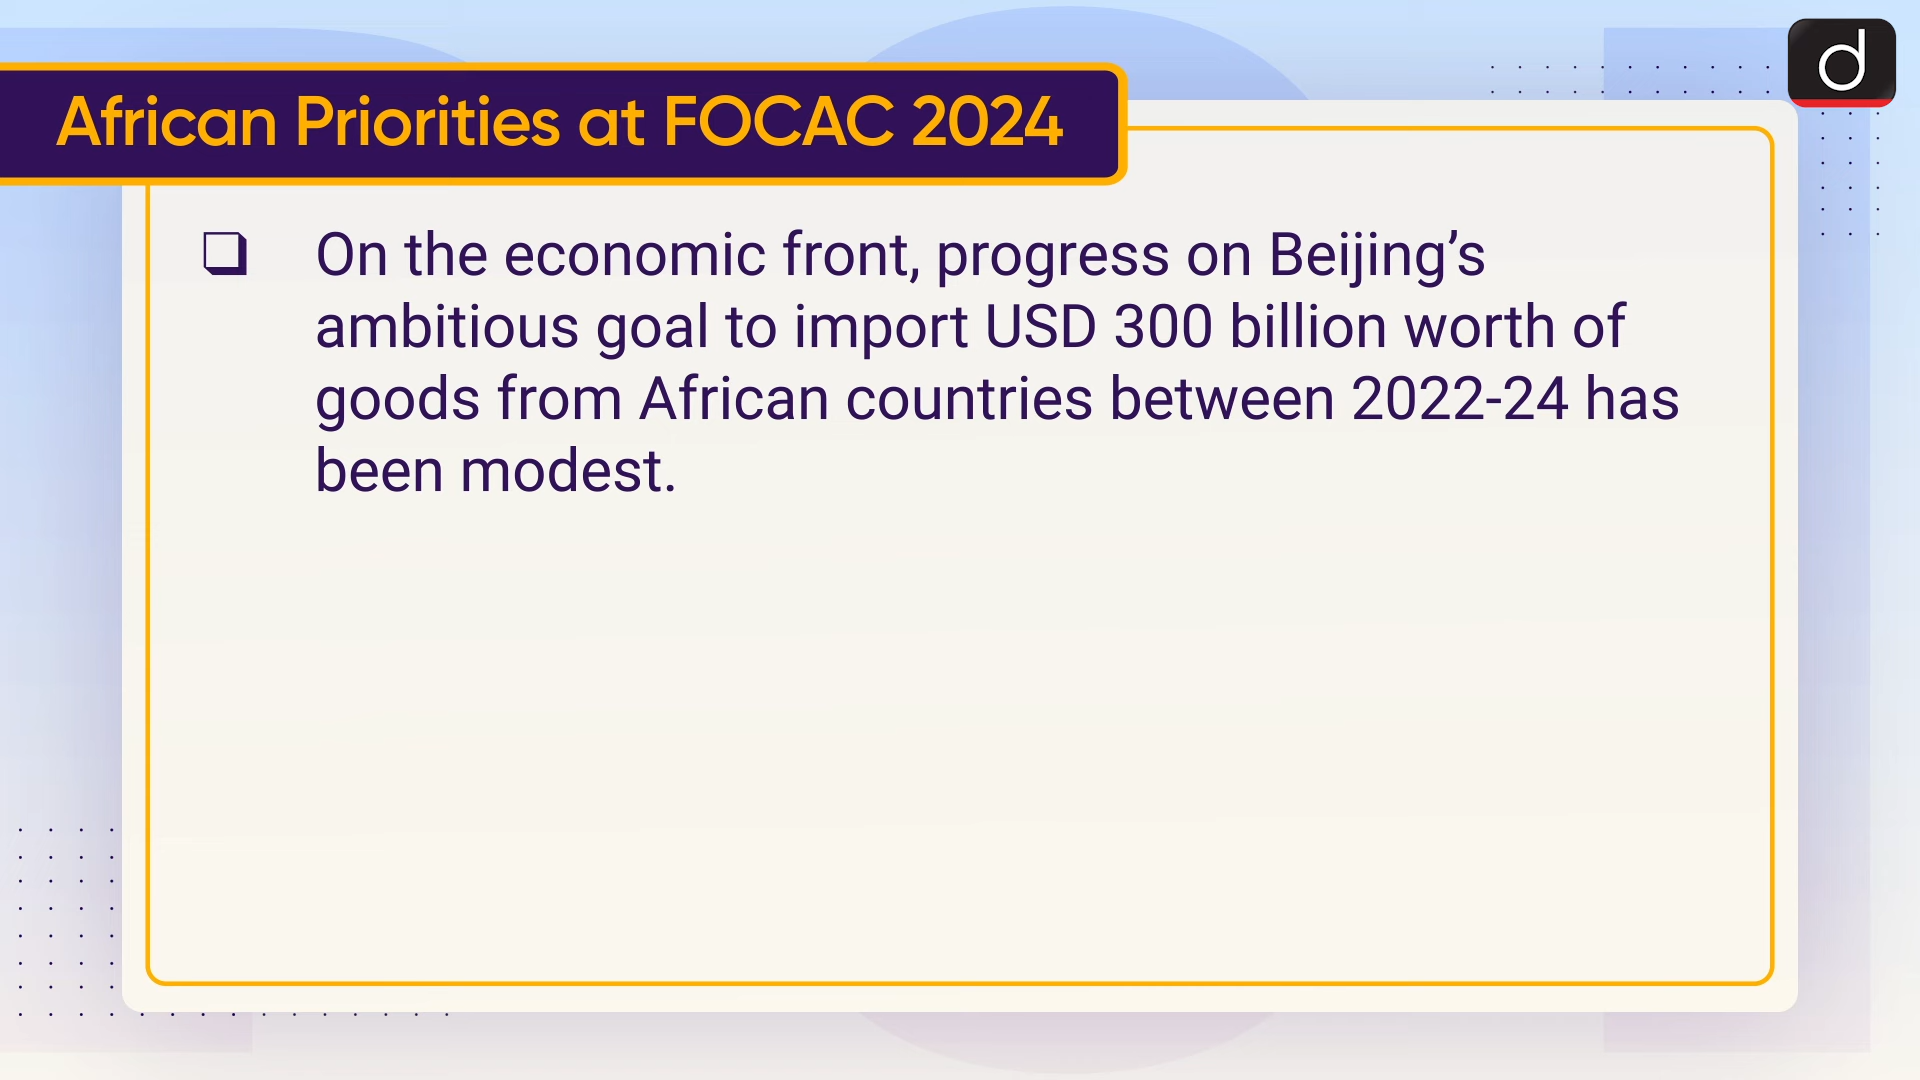 African Priorities at FOCAC 2024
❑ On the economic front, progress on Beijing’s
ambitious goal to import USD 300 billion worth of
goods from African countries between 2022-24 has
been modest.
d